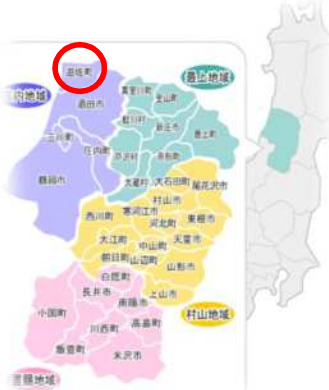 遊佐町
最上地域
庄内地域
真室川町
金山町
酒田市
鮭川村
新庄市
三川町
最上町
庄内町
戸沢村
舟形町
鶴岡市
大蔵村
大石田町
尾花沢市
村山市
西川町
寒河江市
東根市
河北町
大江町
中山町
天童市
朝日町
山辺町
山形市
白鷹町
上山市
長井市
南陽市
村山地域
小国町
川西町
高畠町
飯豊町
米沢市
置賜地域